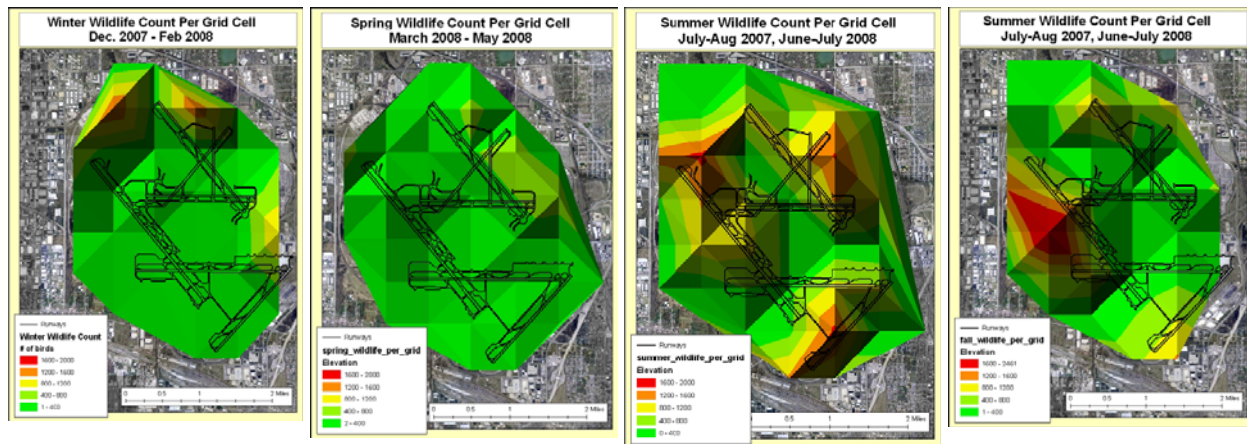 Winter Wildlife Count Per Grid Cell
Dec. 2007 - Feb 2008
Runways
Winter Wildlife Count
# of birds
1600 - 2000
1200 - 1600
800 - 1200
400 - 800
1 - 400
0 0.5 1 2 Miles
Spring Wildlife Count Per Grid Cell
March 2008 - May 2008
Runways
spring_wildlife_per_grid
Elevation
1600 - 2000
1200 - 1600
800 - 1200
400 - 800
2 - 400
0 0.5 1 2 Miles
Summer Wildlife Count Per Grid Cell
July-Aug 2007, June-July 2008
Runways
summer_wildlife_per_grid
Elevation
1600 - 2000
1200 - 1600
800 - 1200
400 - 800
0 - 400
0 0.5 1 2 Miles
Summer Wildlife Count Per Grid Cell
July-Aug 2007, June-July 2008
Runways
fall_wildlife_per_grid
Elevation
1200 - 1600
800 - 1200
400 - 800
1 - 400
0 0.5 1 2 Miles